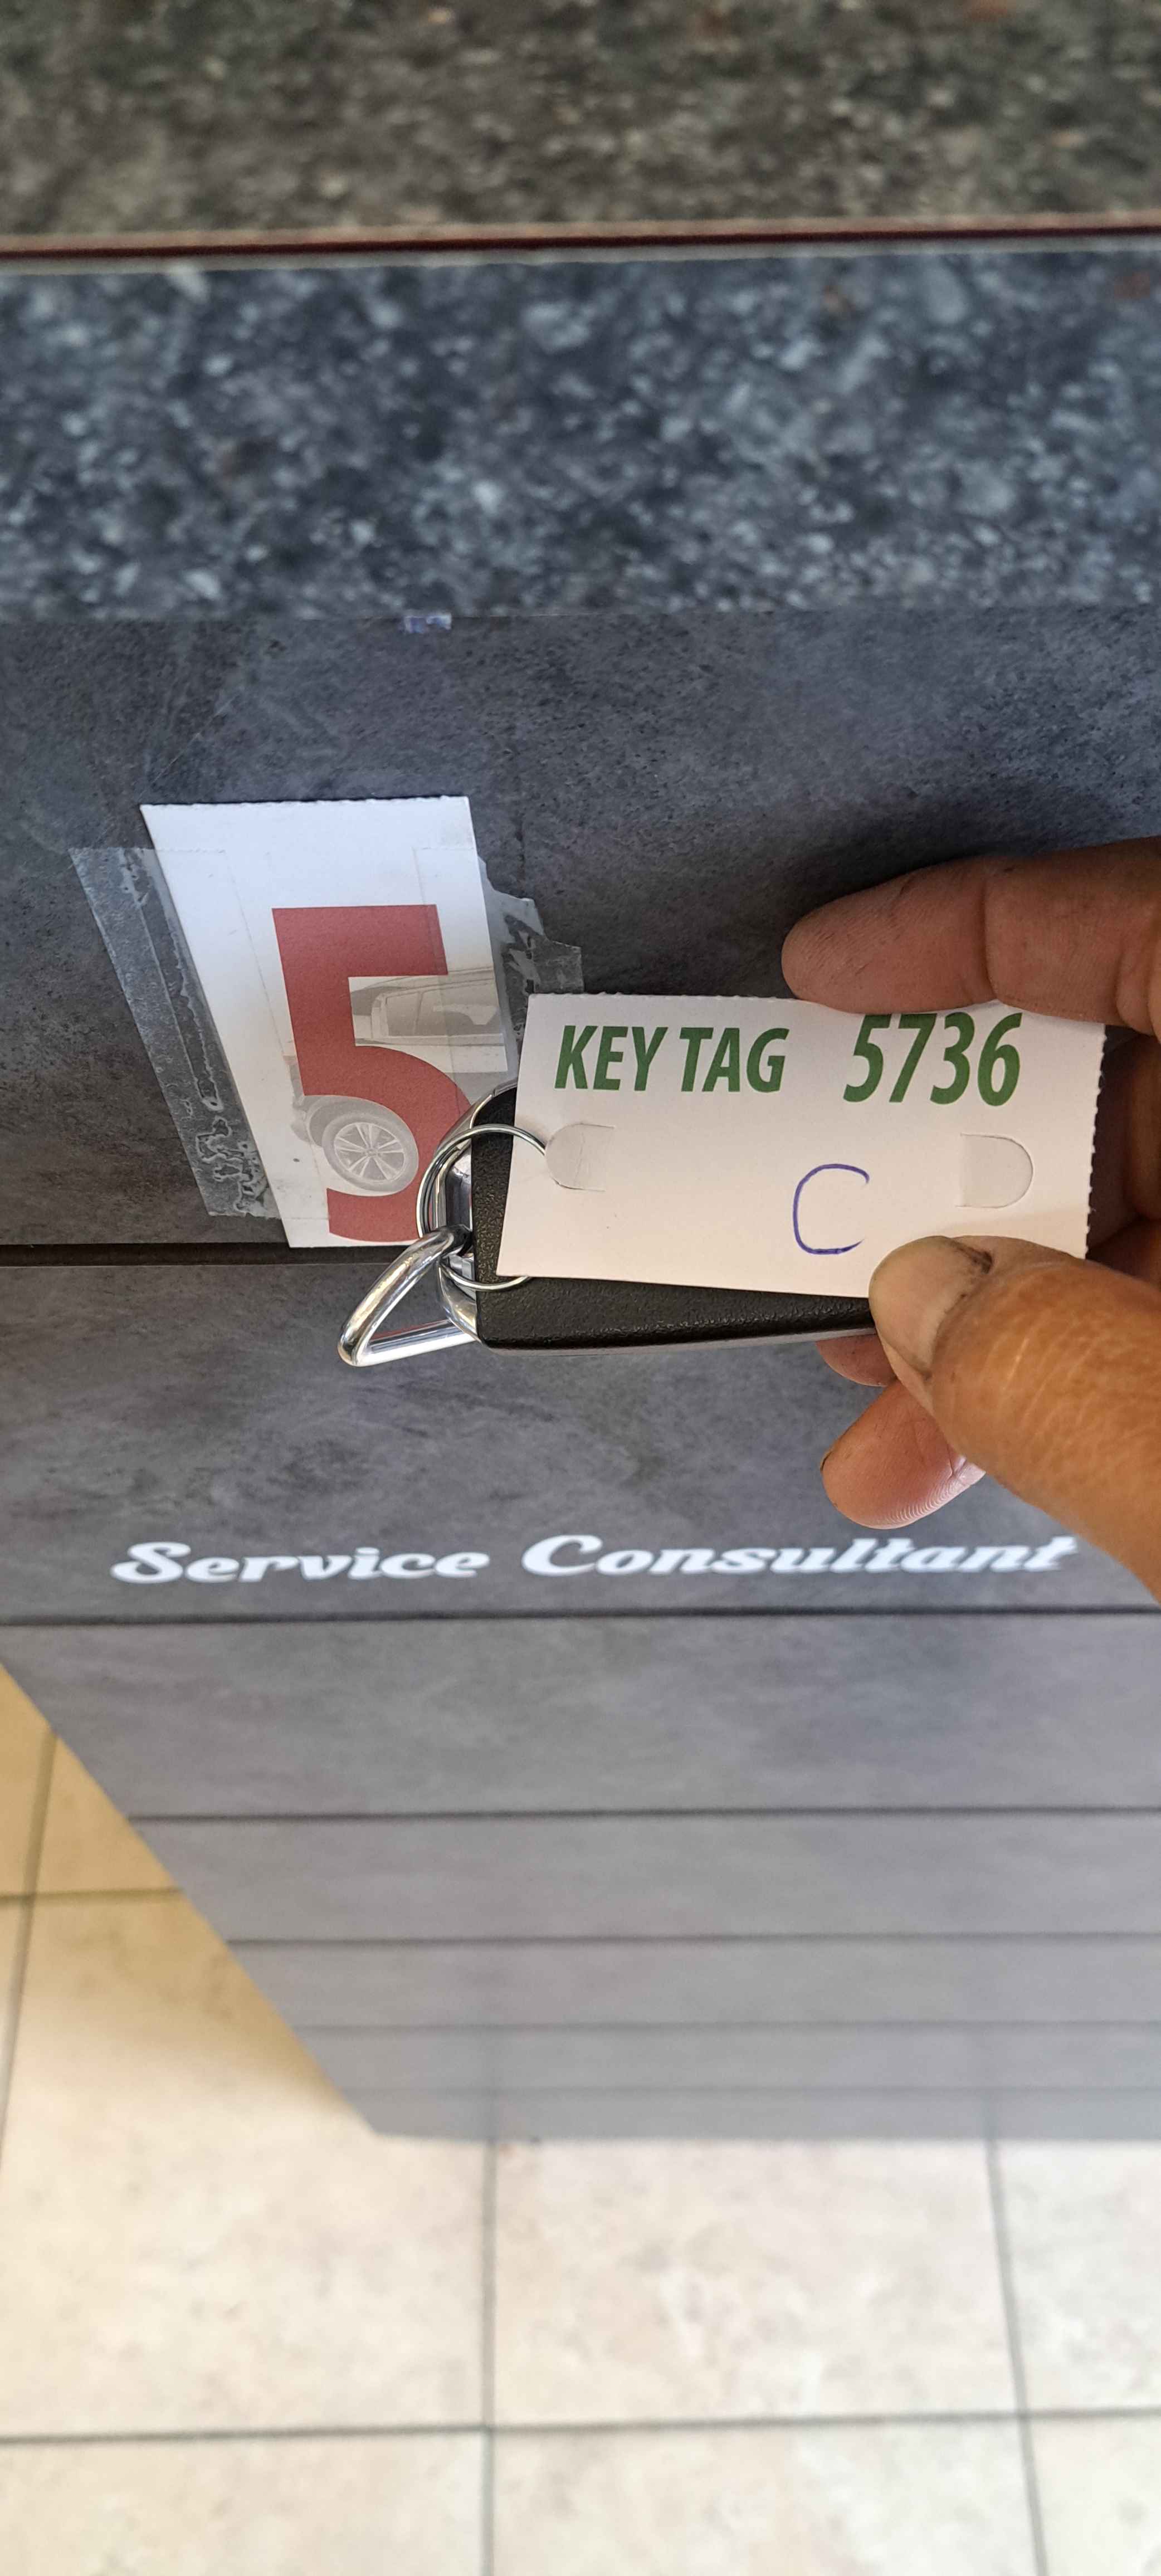 5
KEY TAG 5736
C
Service Consultant